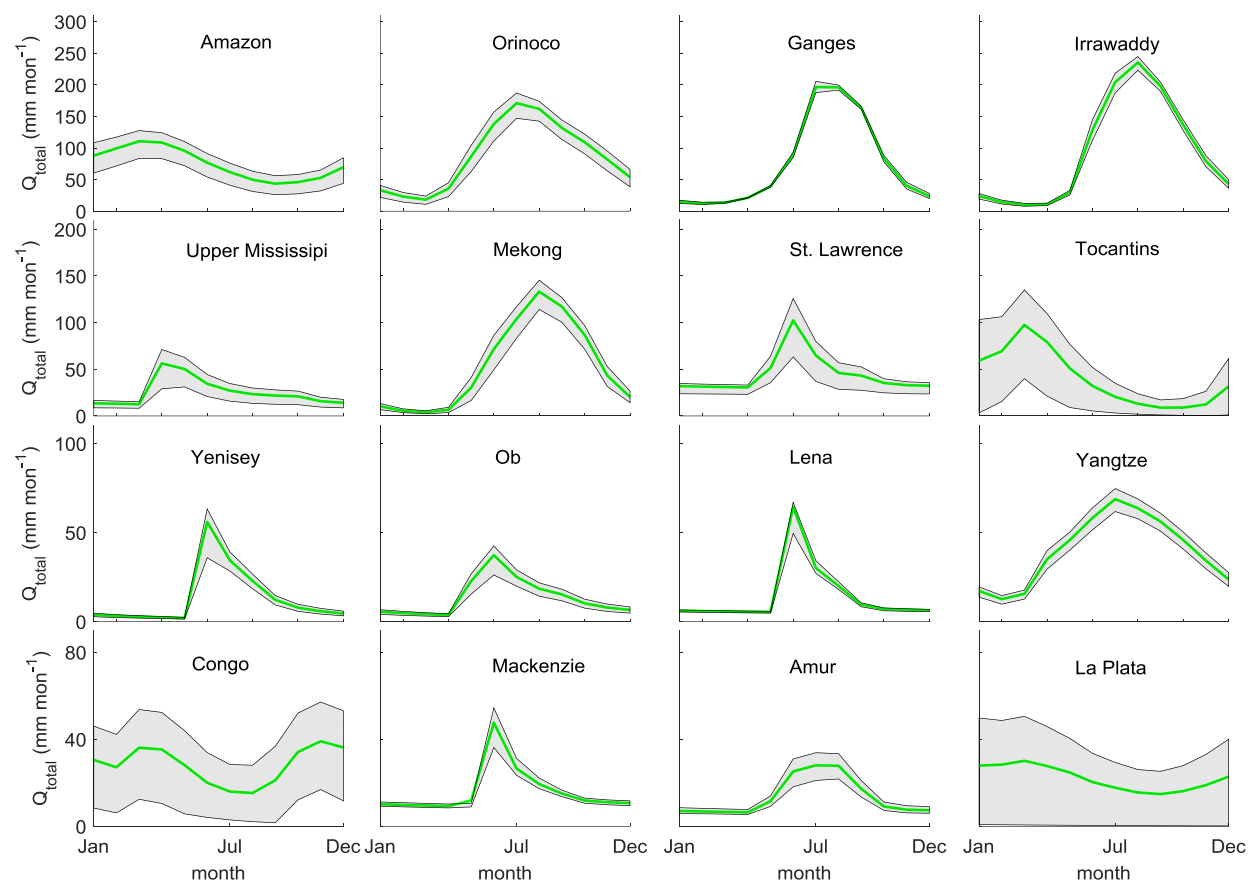 Q_total (mm mon⁻¹)
300
250
200
150
100
50
0
Amazon
Orinoco
Ganges
Irrawaddy
Q_total (mm mon⁻¹)
200
150
100
50
0
Upper Mississipi
Mekong
St. Lawrence
Tocantins
Q_total (mm mon⁻¹)
100
50
0
Yenisey
Ob
Lena
Yangtze
Q_total (mm mon⁻¹)
80
40
0
Congo
Mackenzie
Amur
La Plata
Jan Jul Dec
Jan Jul Dec
Jan Jul Dec
Jan Jul Dec
month month month month